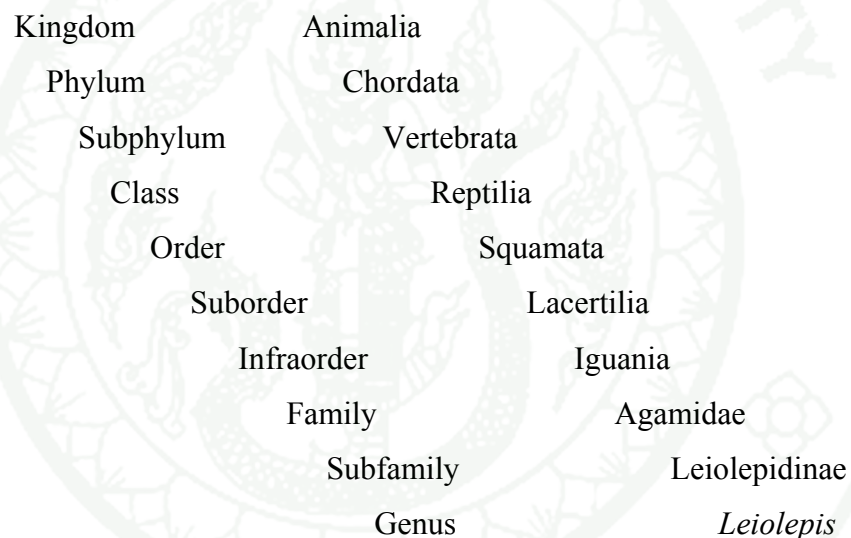 Kingdom Animalia
Phylum Chordata
Subphylum Vertebrata
Class Reptilia
Order Squamata
Suborder Lacertilia
Infraorder Iguania
Family Agamidae
Subfamily Leiolepidinae
Genus Leiolepis